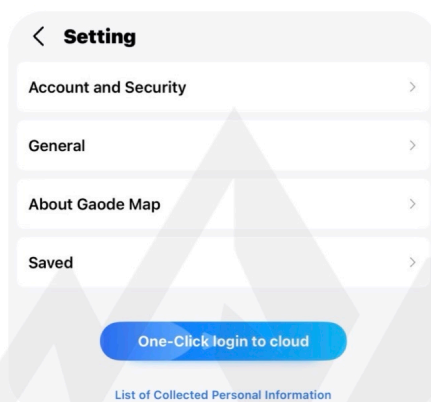 Setting
Account and Security
General
About Gaode Map
Saved
One-Click login to cloud
List of Collected Personal Information